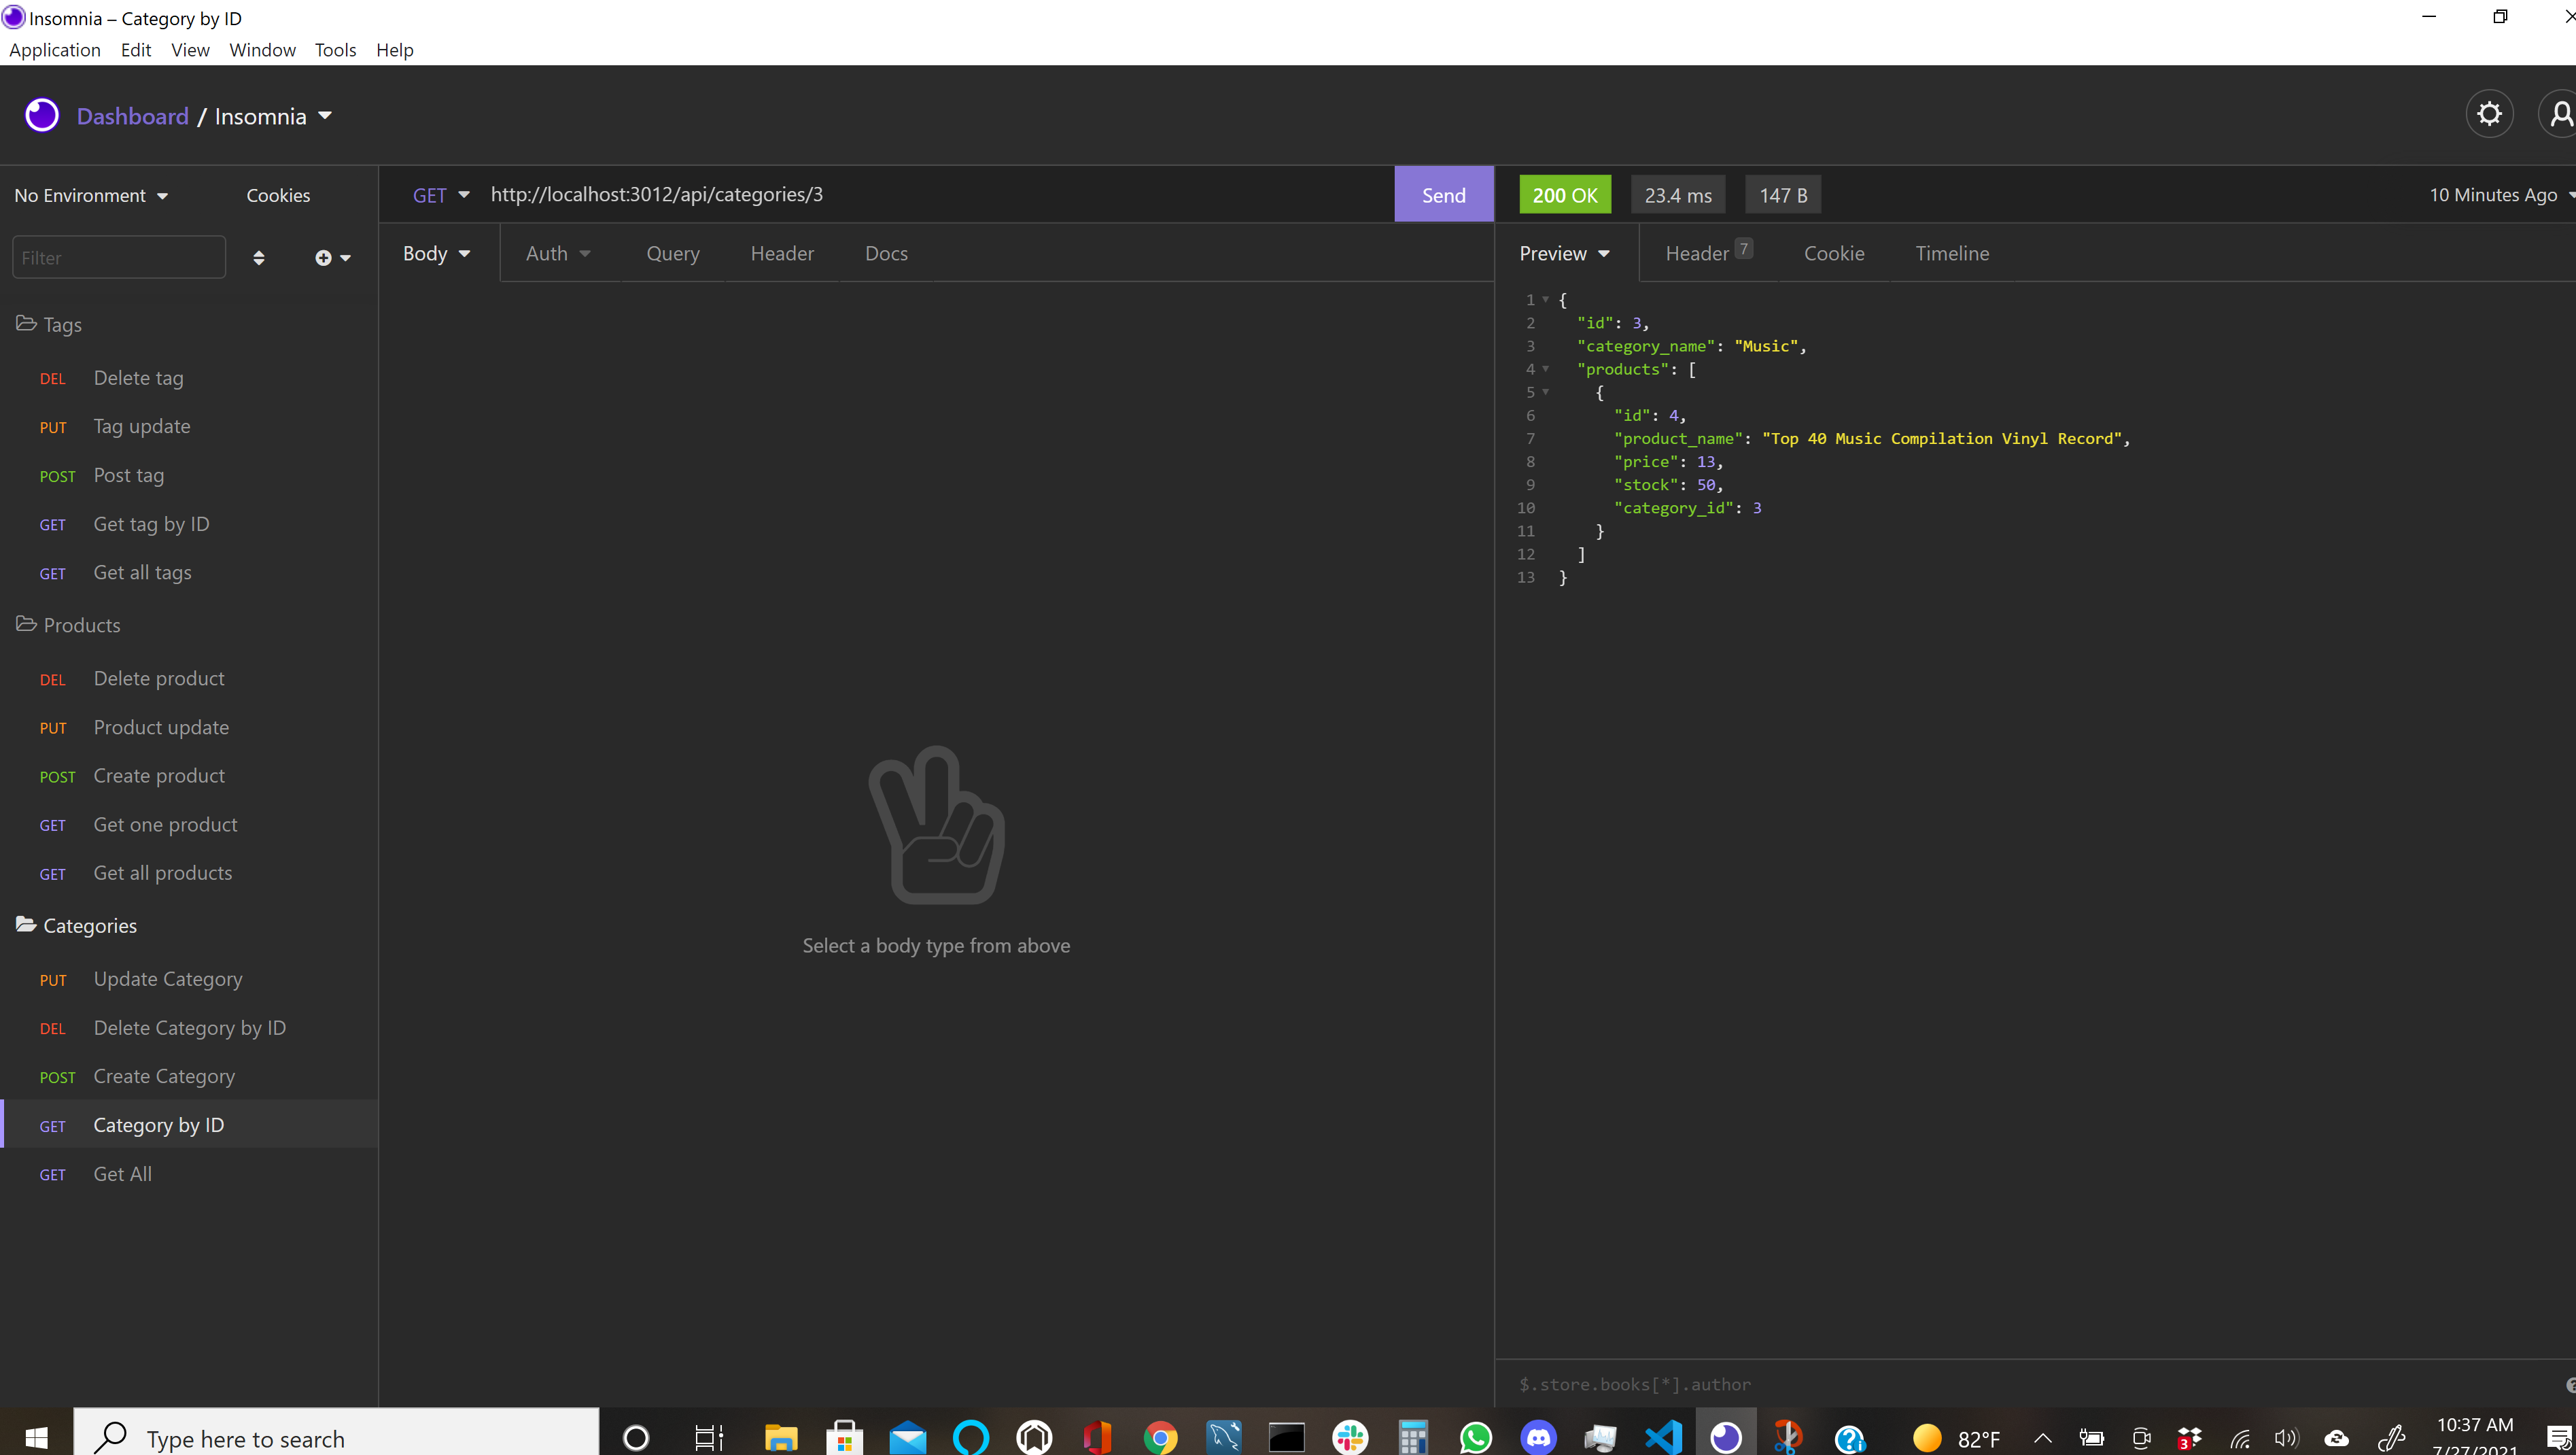 Insomnia – Category by ID
Application Edit View Window Tools Help
Dashboard / Insomnia
No Environment Cookies
GET http://localhost:3012/api/categories/3 Send
200 OK 23.4 ms 147 B 10 Minutes Ago
Filter
Body Auth Query Header Docs
Preview Header 7 Cookie Timeline
Tags
DEL Delete tag
PUT Tag update
POST Post tag
GET Get tag by ID
GET Get all tags
Products
DEL Delete product
PUT Product update
POST Create product
GET Get one product
GET Get all products
Categories
PUT Update Category
DEL Delete Category by ID
POST Create Category
GET Category by ID
GET Get All
Select a body type from above
1 {
2 "id": 3,
3 "category_name": "Music",
4 "products": [
5 {
6 "id": 4,
7 "product_name": "Top 40 Music Compilation Vinyl Record",
8 "price": 13,
9 "stock": 50,
10 "category_id": 3
11 }
12 ]
13 }
$.store.books[*].author
Type here to search
3
82°F
10:37 AM
7/27/2021